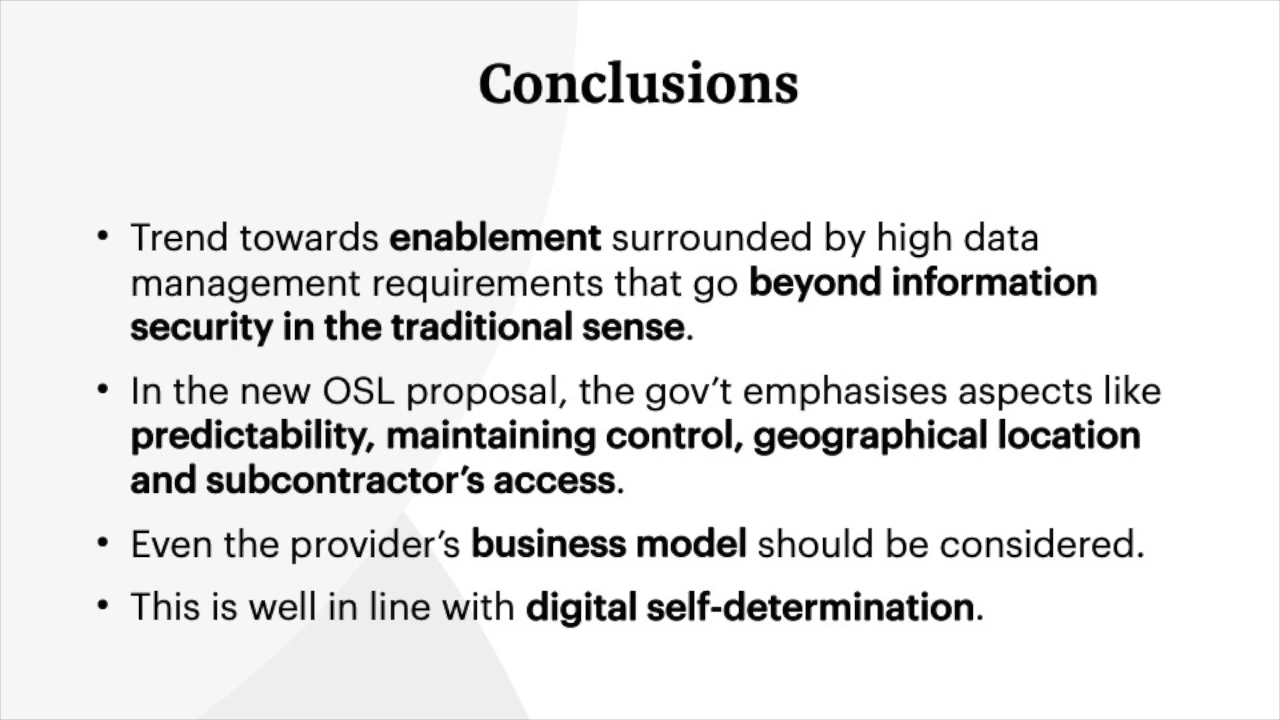 Conclusions
• Trend towards enablement surrounded by high data
management requirements that go beyond information
security in the traditional sense.
• In the new OSL proposal, the gov’t emphasises aspects like
predictability, maintaining control, geographical location
and subcontractor’s access.
• Even the provider’s business model should be considered.
• This is well in line with digital self-determination.